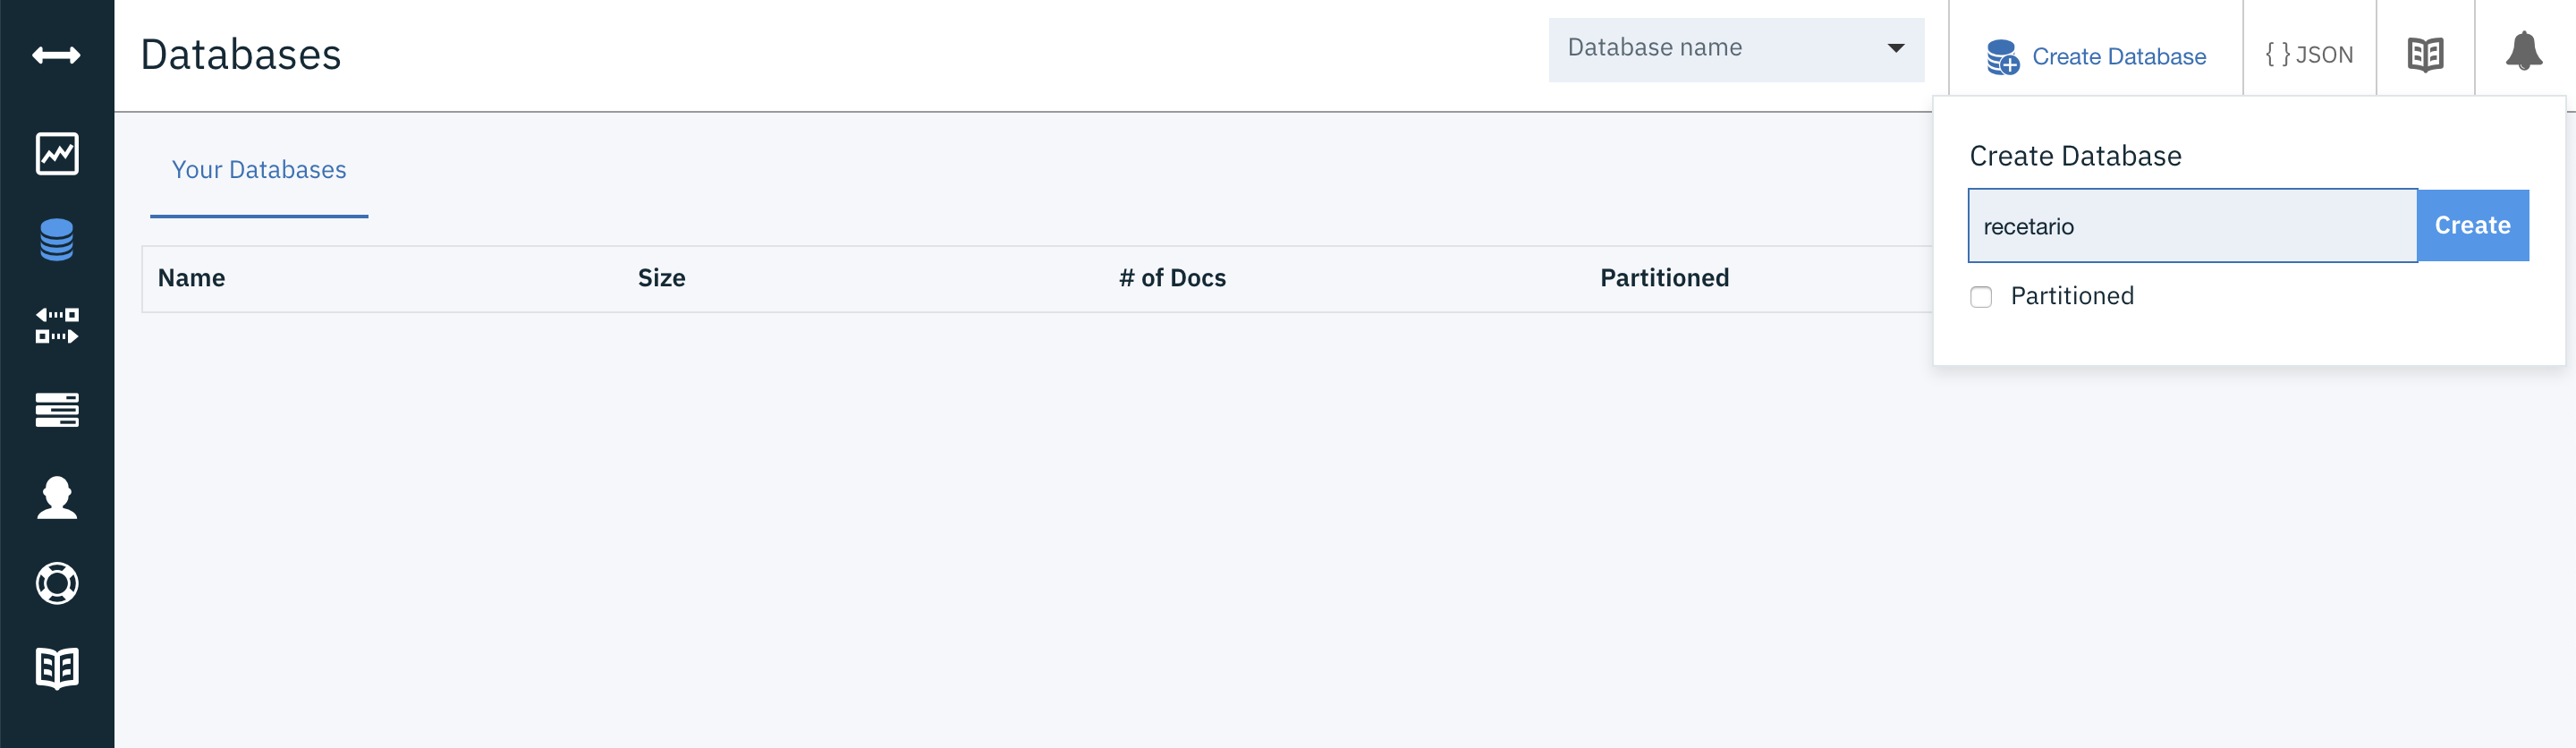 Databases
Database name
Create Database
{ } JSON
Your Databases
Name Size # of Docs Partitioned
Create Database
recetario
Create
Partitioned